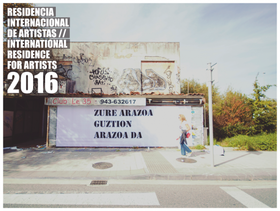 RESIDENCIA
INTERNACIONAL
DE ARTISTAS //
INTERNATIONAL
RESIDENCE
FOR ARTISTS
2016
943-632617
ZURE ARAZOA
GUZTION
ARAZOA DA